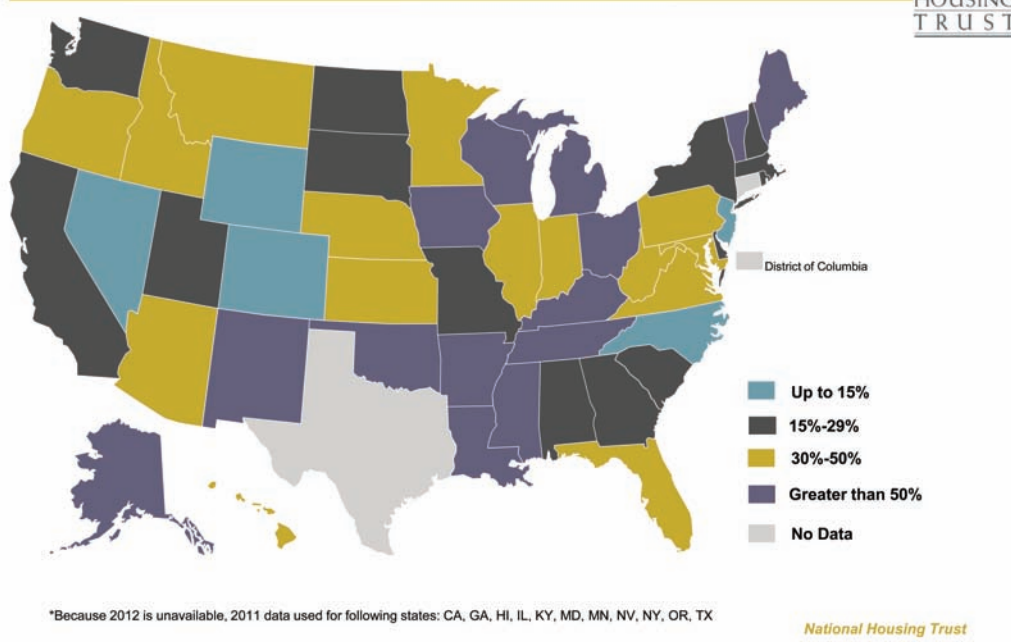 HOUSING
TRUST
District of Columbia
Up to 15%
15%-29%
30%-50%
Greater than 50%
No Data
*Because 2012 is unavailable, 2011 data used for following states: CA, GA, HI, IL, KY, MD, MN, NV, NY, OR, TX
National Housing Trust